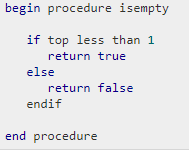 begin procedure isempty
if top less than 1
return true
else
return false
endif
end procedure